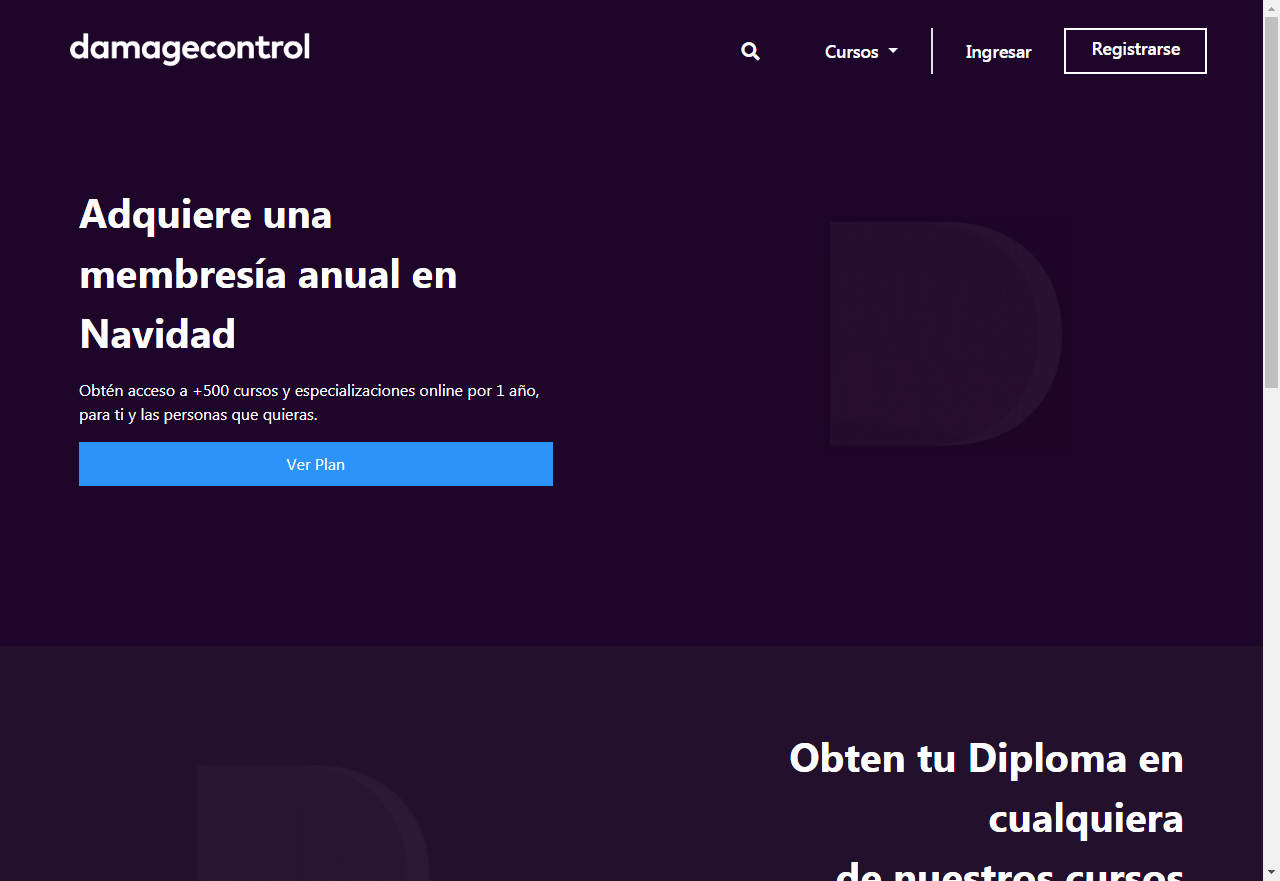 damagecontrol
Cursos
Ingresar
Registrarse
Adquiere una
membresía anual en
Navidad
Obtén acceso a +500 cursos y especializaciones online por 1 año,
para ti y las personas que quieras.
Ver Plan
Obten tu Diploma en
cualquiera
de nuestros cursos